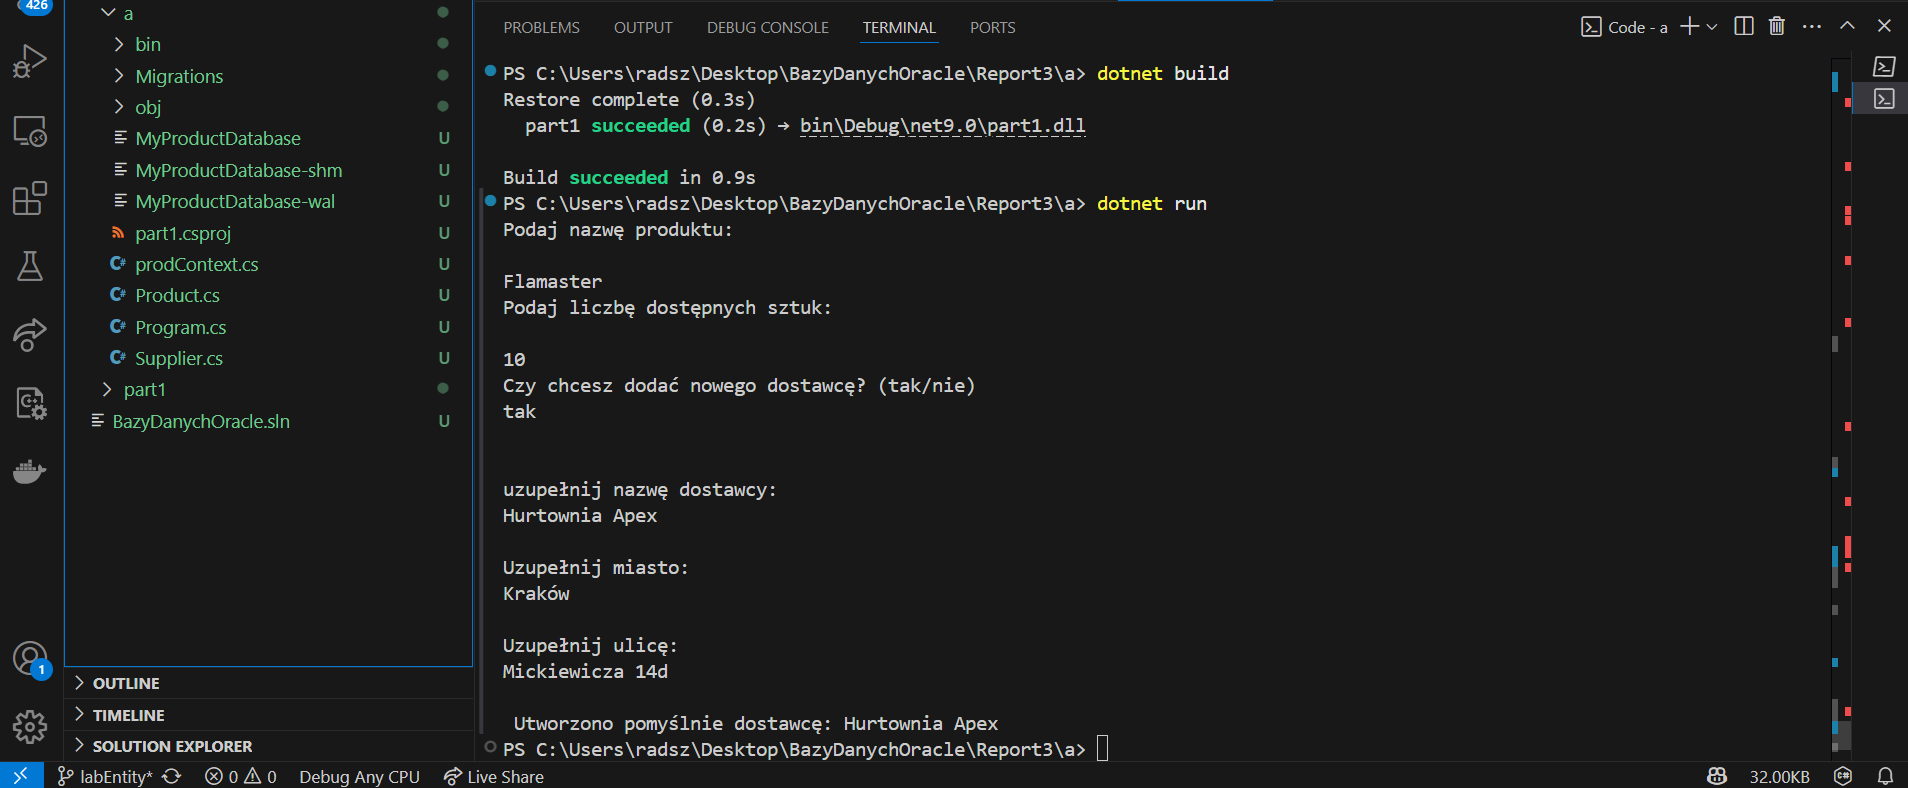 426
a
bin
Migrations
obj
MyProductDatabase U
MyProductDatabase-shm U
MyProductDatabase-wal U
part1.csproj U
prodContext.cs U
Product.cs U
Program.cs U
Supplier.cs U
part1
BazyDanychOracle.sln U
1
OUTLINE
TIMELINE
SOLUTION EXPLORER
PROBLEMS OUTPUT DEBUG CONSOLE TERMINAL PORTS
Code - a
PS C:\Users\radsz\Desktop\BazyDanychOracle\Report3\a> dotnet build
Restore complete (0.3s)
part1 succeeded (0.2s) → bin\Debug\net9.0\part1.dll
Build succeeded in 0.9s
PS C:\Users\radsz\Desktop\BazyDanychOracle\Report3\a> dotnet run
Podaj nazwę produktu:
Flamaster
Podaj liczbę dostępnych sztuk:
10
Czy chcesz dodać nowego dostawcę? (tak/nie)
tak
uzupełnij nazwę dostawcy:
Hurtownia Apex
Uzupełnij miasto:
Kraków
Uzupełnij ulicę:
Mickiewicza 14d
Utworzono pomyślnie dostawcę: Hurtownia Apex
PS C:\Users\radsz\Desktop\BazyDanychOracle\Report3\a>
labEntity* 0 0 Debug Any CPU Live Share 32.00KB